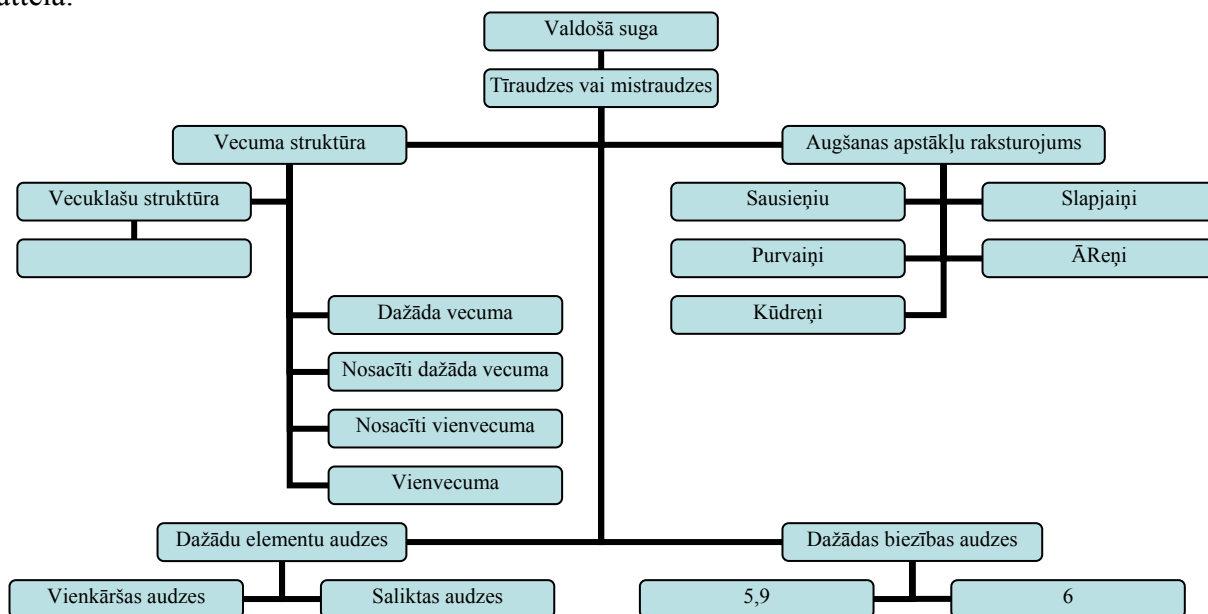 Valdošā suga
Tīraudzes vai mistraudzes
Vecuma struktūra
Augšanas apstākļu raksturojums
Vecuklašu struktūra
Sausieņiu
Slapjaiņi
Purvaiņi
ĀReņi
Kūdreņi
Dažāda vecuma
Nosacīti dažāda vecuma
Nosacīti vienvecuma
Vienvecuma
Dažādu elementu audzes
Dažādas biezības audzes
Vienkāršas audzes
Saliktas audzes
5,9
6